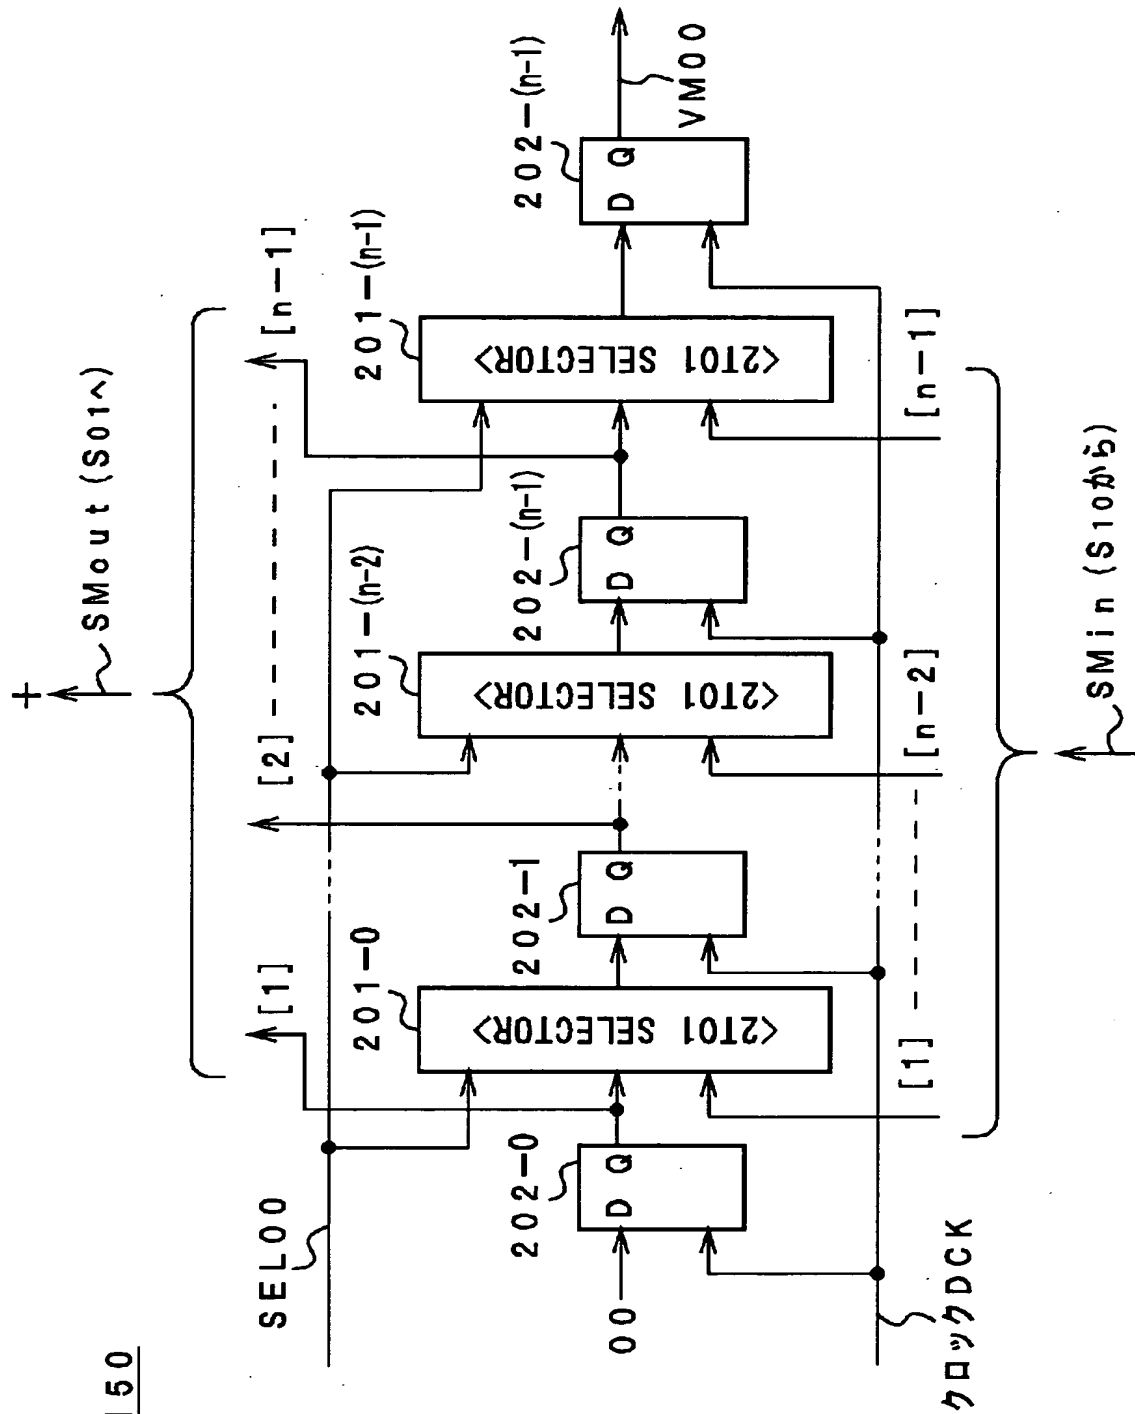 SMout (S01へ)
[1]
[2]
[n-1]
SEL00
201-0
201-(n-2)
201-(n-1)
202-0
202-1
202-(n-1)
202-(n-1)
00
D Q
<2TO1 SELECTOR>
D Q
<2TO1 SELECTOR>
D Q
<2TO1 SELECTOR>
D Q
VM00
クロックDCK
[1]
[n-2]
[n-1]
SMin (S10から)